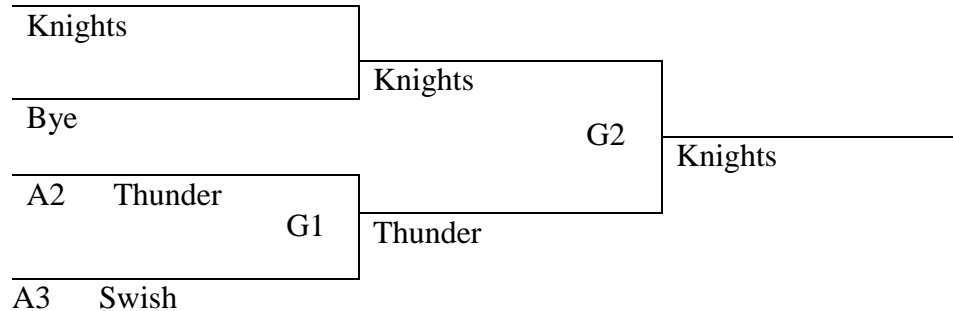 Knights
Knights
Bye
G2
Knights
A2 Thunder
G1
Thunder
A3 Swish